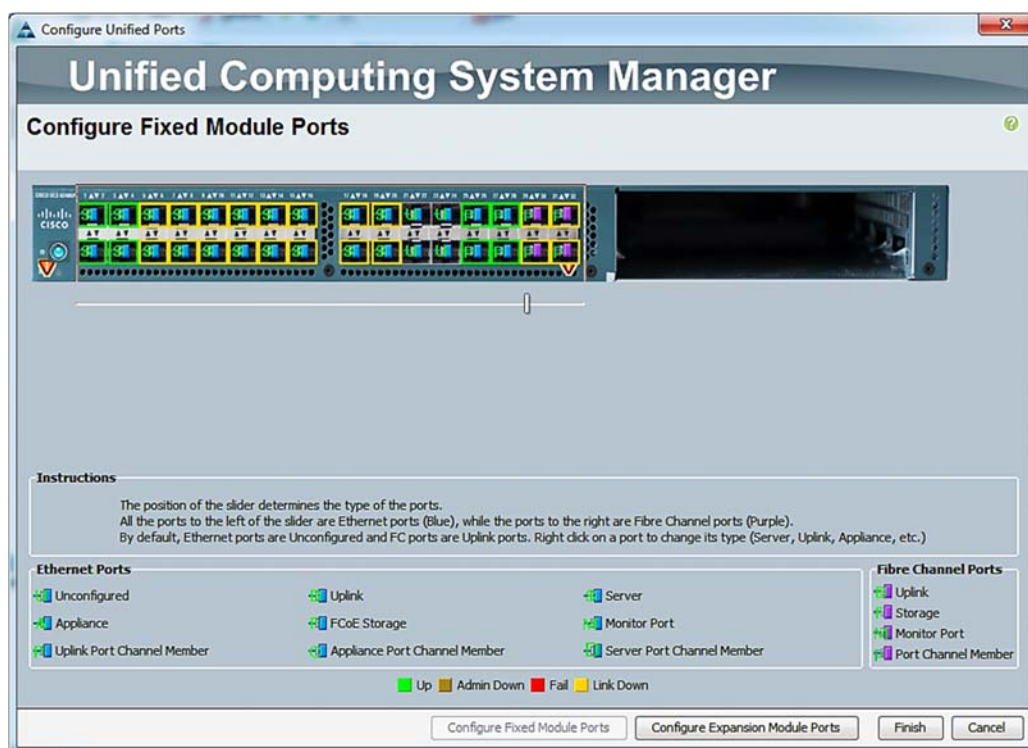 Configure Unified Ports
Unified Computing System Manager
Configure Fixed Module Ports
CISCO
Instructions
The position of the slider determines the type of the ports.
All the ports to the left of the slider are Ethernet ports (Blue), while the ports to the right are Fibre Channel ports (Purple).
By default, Ethernet ports are Unconfigured and FC ports are Uplink ports. Right click on a port to change its type (Server, Uplink, Appliance, etc.)
Ethernet Ports
Unconfigured
Uplink
Server
Appliance
FCoE Storage
Monitor Port
Uplink Port Channel Member
Appliance Port Channel Member
Server Port Channel Member
Fibre Channel Ports
Uplink
Storage
Monitor Port
Port Channel Member
Up
Admin Down
Fail
Link Down
Configure Fixed Module Ports
Configure Expansion Module Ports
Finish
Cancel